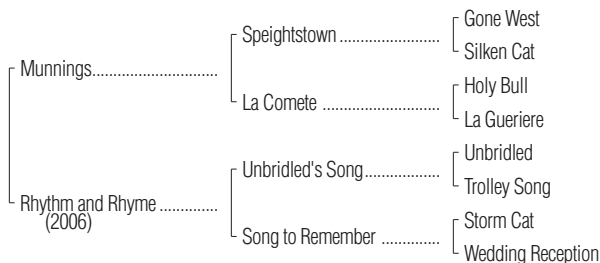 Gone West
Speightstown ........................
Silken Cat
Munnings..............................
Holy Bull
La Comete ............................
La Gueriere
Unbridled
Unbridled's Song..................
Trolley Song
Rhythm and Rhyme ..............
(2006)
Storm Cat
Song to Remember ..............
Wedding Reception